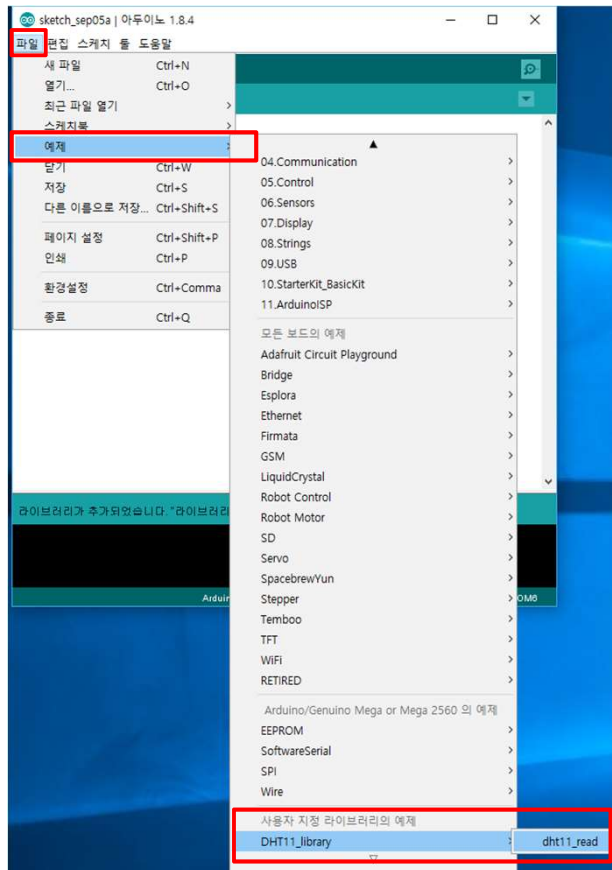 sketch_sep05a | 아두이노 1.8.4
파일 편집 스케치 툴 도움말
새 파일 Ctrl+N
열기... Ctrl+O
최근 파일 열기
스케치북
예제
닫기 Ctrl+W
저장 Ctrl+S
다른 이름으로 저장... Ctrl+Shift+S
페이지 설정 Ctrl+Shift+P
인쇄 Ctrl+P
환경설정 Ctrl+Comma
종료 Ctrl+Q
04.Communication
05.Control
06.Sensors
07.Display
08.Strings
09.USB
10.StarterKit_BasicKit
11.ArduinoISP
모든 보드의 예제
Adafruit Circuit Playground
Bridge
Esplora
Ethernet
Firmata
GSM
LiquidCrystal
Robot Control
Robot Motor
SD
Servo
SpacebrewYun
Stepper
Temboo
TFT
WiFi
RETIRED
Arduino/Genuino Mega or Mega 2560 의 예제
EEPROM
SoftwareSerial
SPI
Wire
사용자 지정 라이브러리의 예제
DHT11_library
dht11_read
라이브러리가 추가되었습니다. "라이브러리
Arduin
OM6